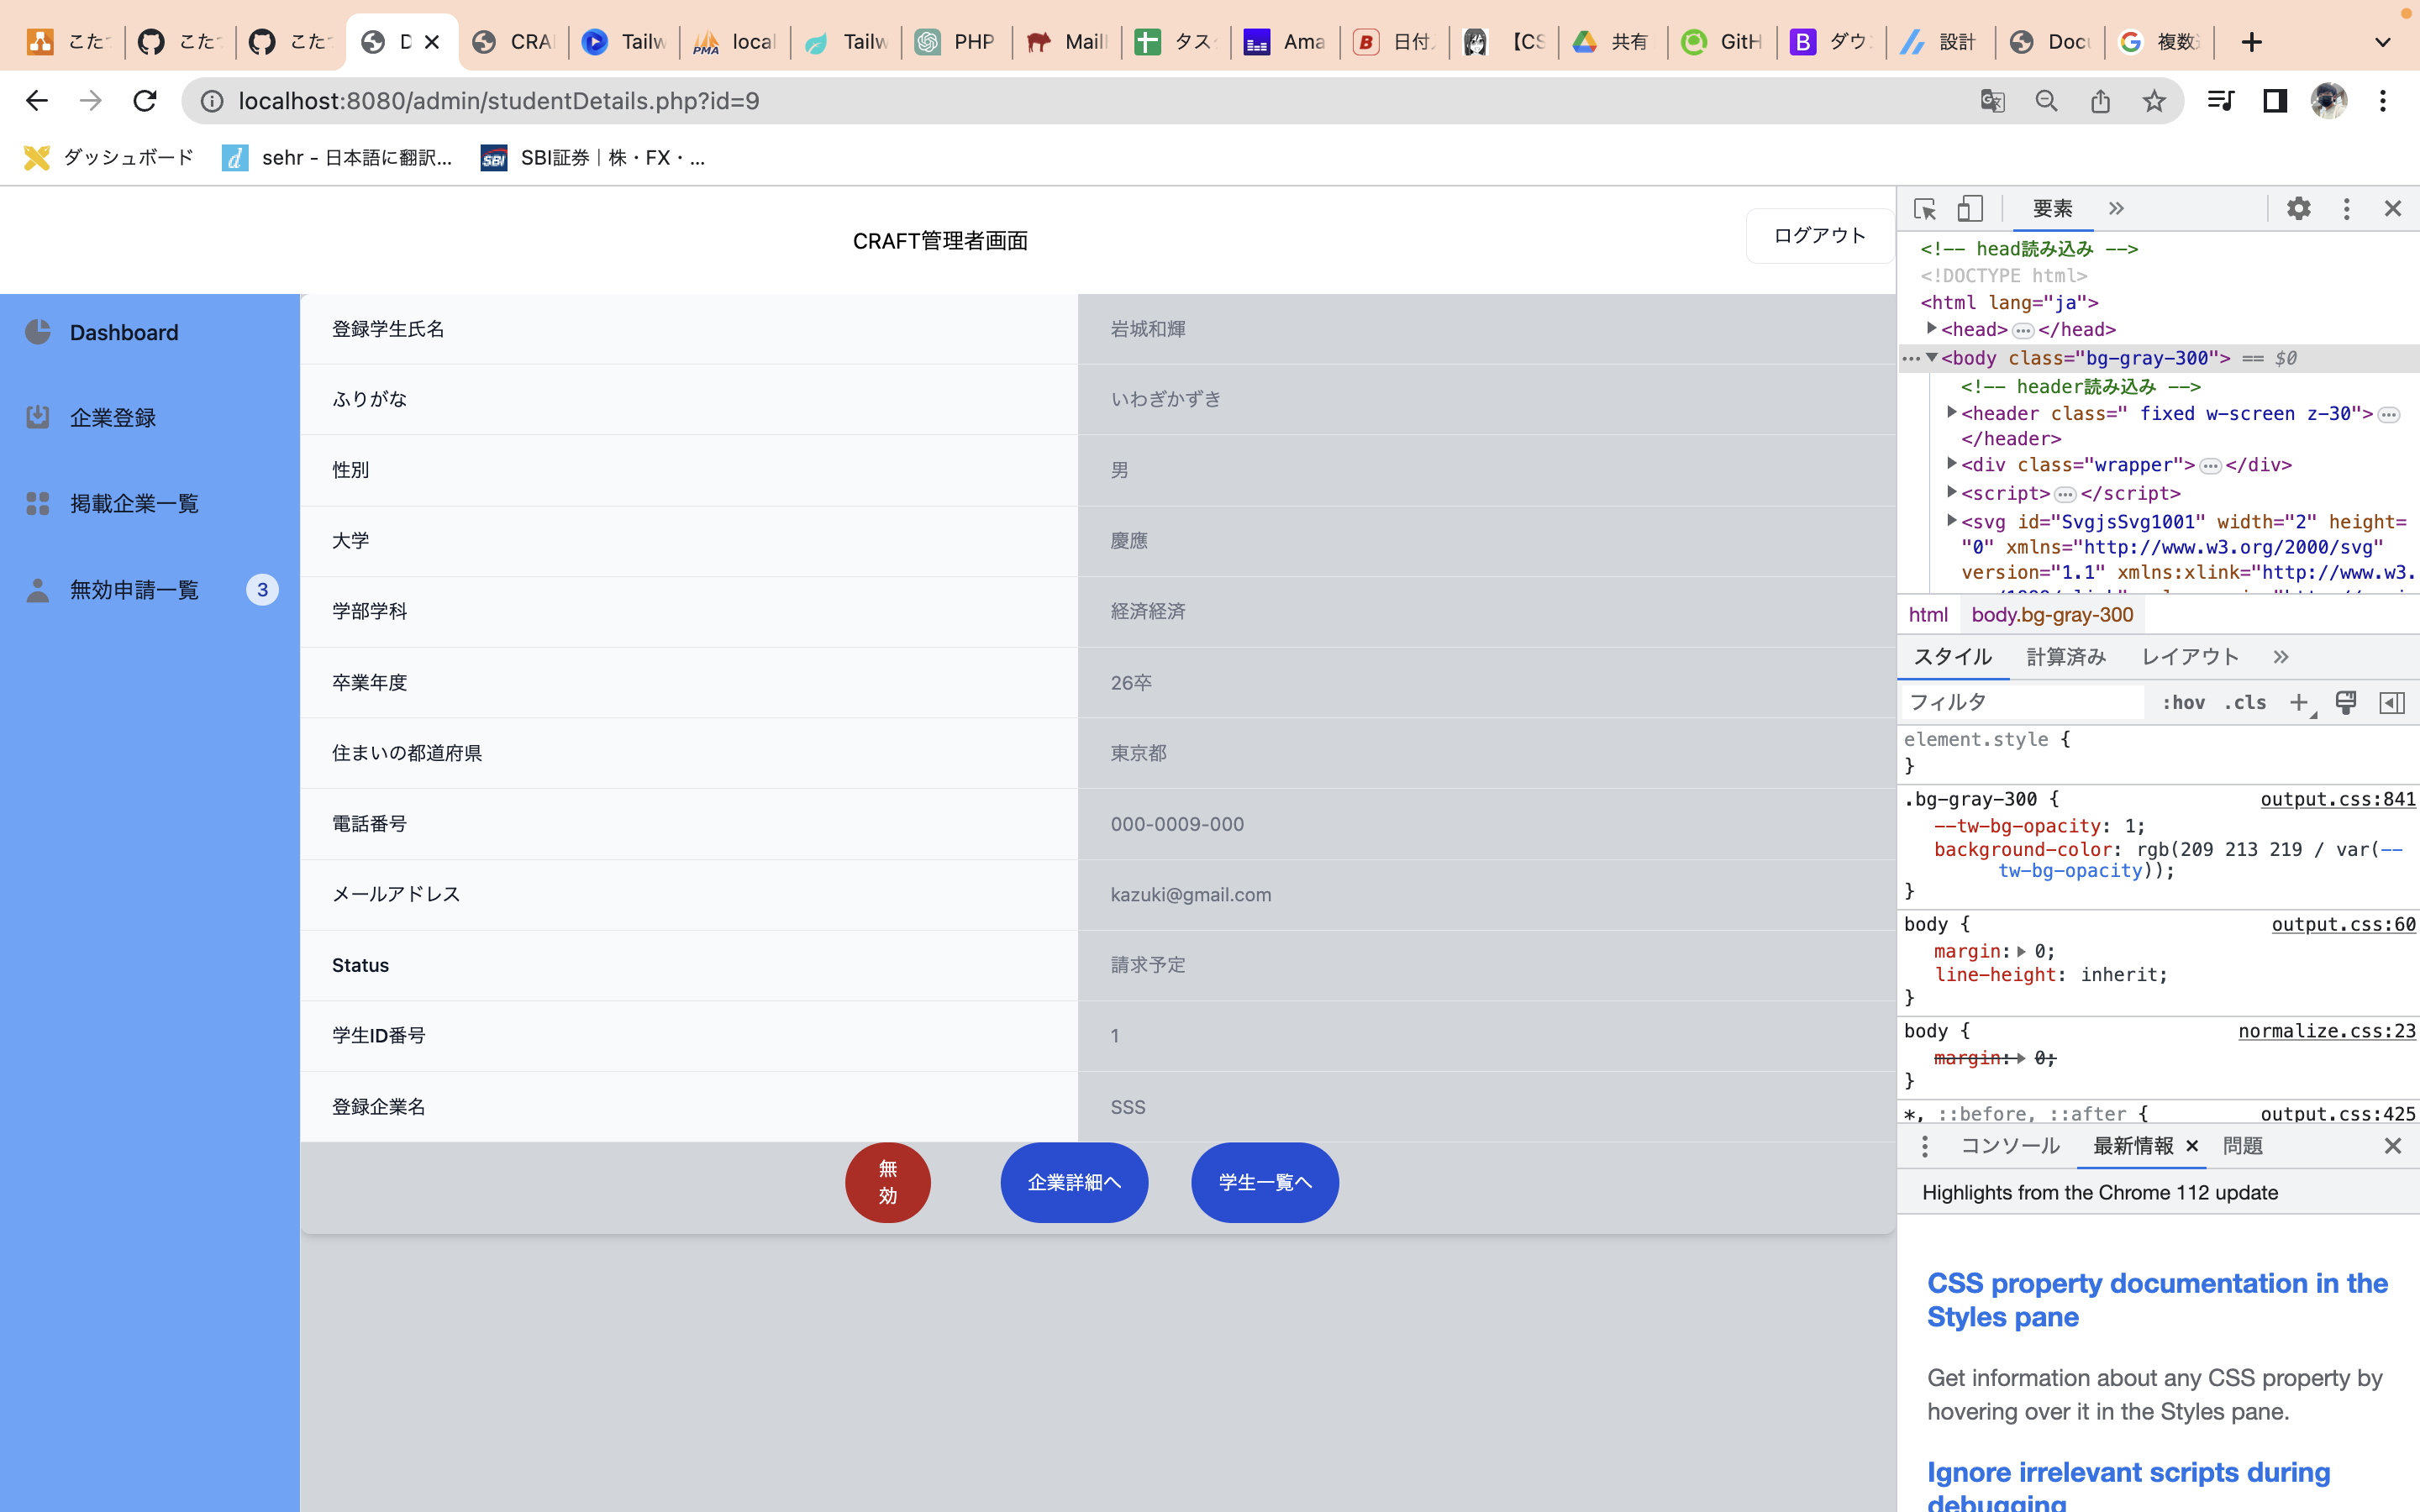 こた
こた
こた
D
CRA
Tailw
local
Tailw
PHP
Mail
タス
Ama
日付
【CS
共有
GitH
ダウ
設計
Docu
複数
localhost:8080/admin/studentDetails.php?id=9
ダッシュボード
sehr - 日本語に翻訳...
SBI証券｜株・FX・...
CRAFT管理者画面
ログアウト
Dashboard
企業登録
掲載企業一覧
無効申請一覧 3
登録学生氏名 岩城和輝
ふりがな いわぎかずき
性別 男
大学 慶應
学部学科 経済経済
卒業年度 26卒
住まいの都道府県 東京都
電話番号 000-0009-000
メールアドレス kazuki@gmail.com
Status 請求予定
学生ID番号 1
登録企業名 SSS
無
効
企業詳細へ
学生一覧へ
要素
<!-- head読み込み -->
<!DOCTYPE html>
<html lang="ja">
<head>…</head>
<body class="bg-gray-300"> == $0
<!-- header読み込み -->
<header class=" fixed w-screen z-30">…
</header>
<div class="wrapper">…</div>
<script>…</script>
<svg id="SvgjsSvg1001" width="2" height=
"0" xmlns="http://www.w3.org/2000/svg"
version="1.1" xmlns:xlink="http://www.w3.
html body.bg-gray-300
スタイル 計算済み レイアウト
フィルタ :hov .cls
element.style {
}
.bg-gray-300 { output.css:841
--tw-bg-opacity: 1;
background-color: rgb(209 213 219 / var(--
tw-bg-opacity));
}
body { output.css:60
margin: 0;
line-height: inherit;
}
body { normalize.css:23
margin: 0;
}
*, ::before, ::after { output.css:425
コンソール 最新情報 問題
Highlights from the Chrome 112 update
CSS property documentation in the
Styles pane
Get information about any CSS property by
hovering over it in the Styles pane.
Ignore irrelevant scripts during
debugging